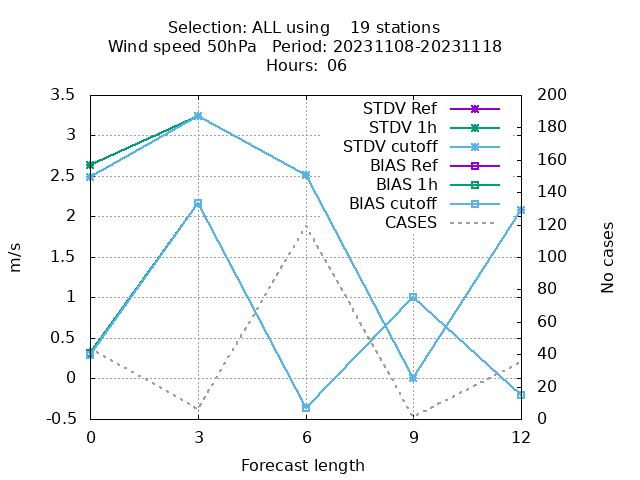 Selection: ALL using    19 stations
Wind speed 50hPa   Period: 20231108-20231118
Hours: 06
3.5
3
2.5
2
1.5
1
0.5
0
-0.5
m/s
STDV Ref
STDV 1h
STDV cutoff
BIAS Ref
BIAS 1h
BIAS cutoff
CASES
200
180
160
140
120
100
80
60
40
20
0
No cases
0 3 6 9 12
Forecast length